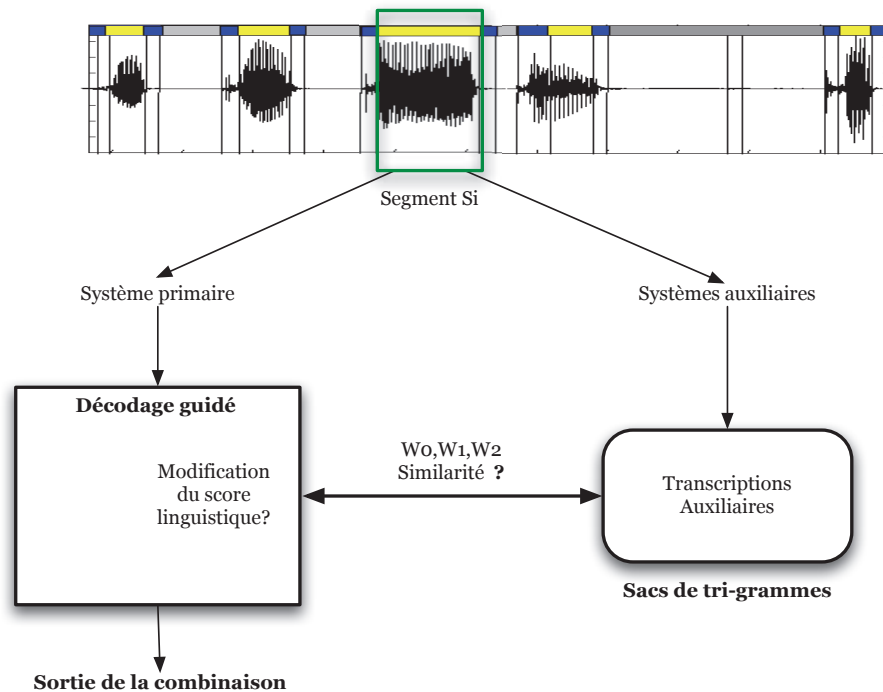 Segment Si
Système primaire
Systèmes auxiliaires
Décodage guidé
Modification
du score
linguistique?
W0,W1,W2
Similarité ?
Transcriptions
Auxiliaires
Sacs de tri-grammes
Sortie de la combinaison